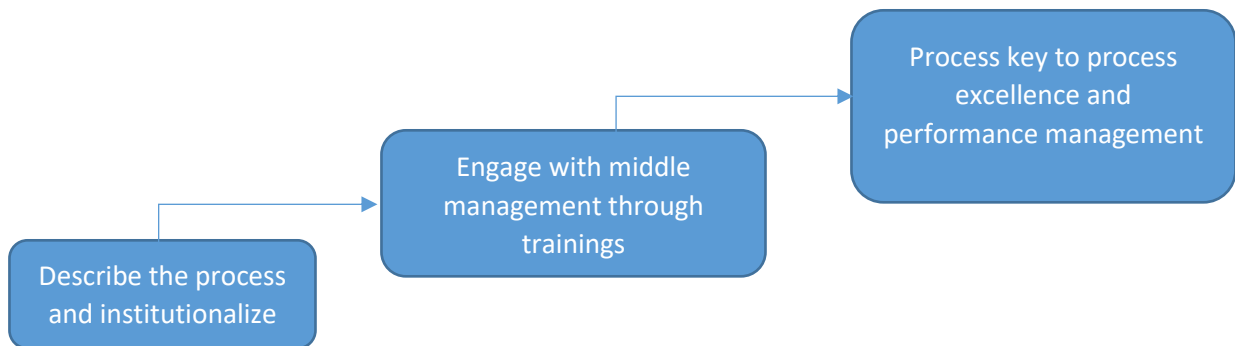 Describe the process
and institutionalize
Engage with middle
management through
trainings
Process key to process
excellence and
performance management